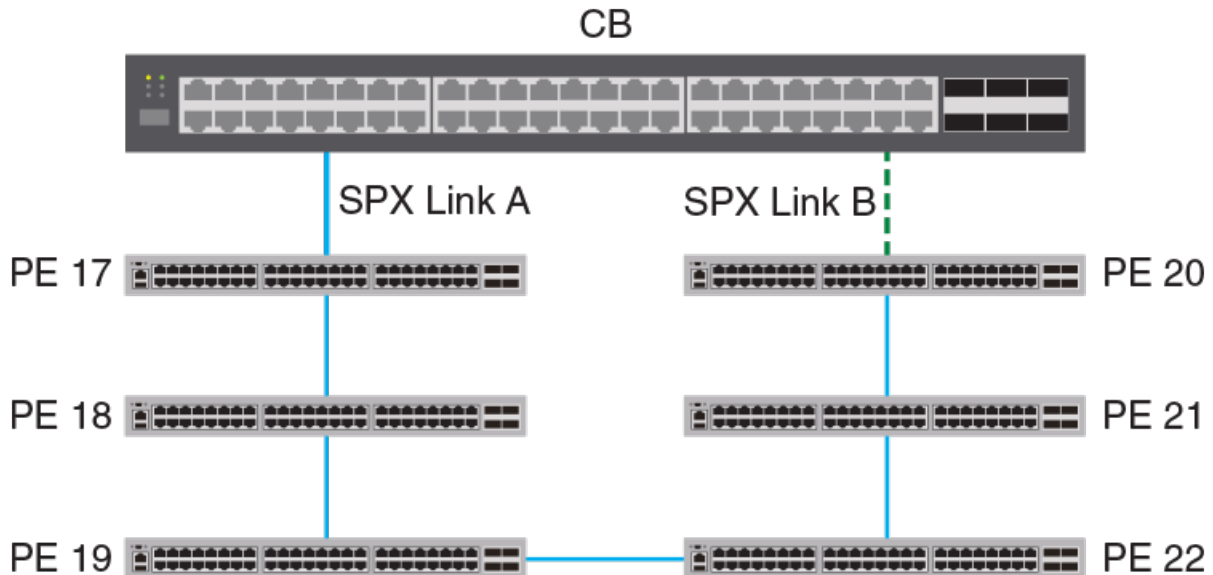 CB
SPX Link A
SPX Link B
PE 17
PE 20
PE 18
PE 21
PE 19
PE 22